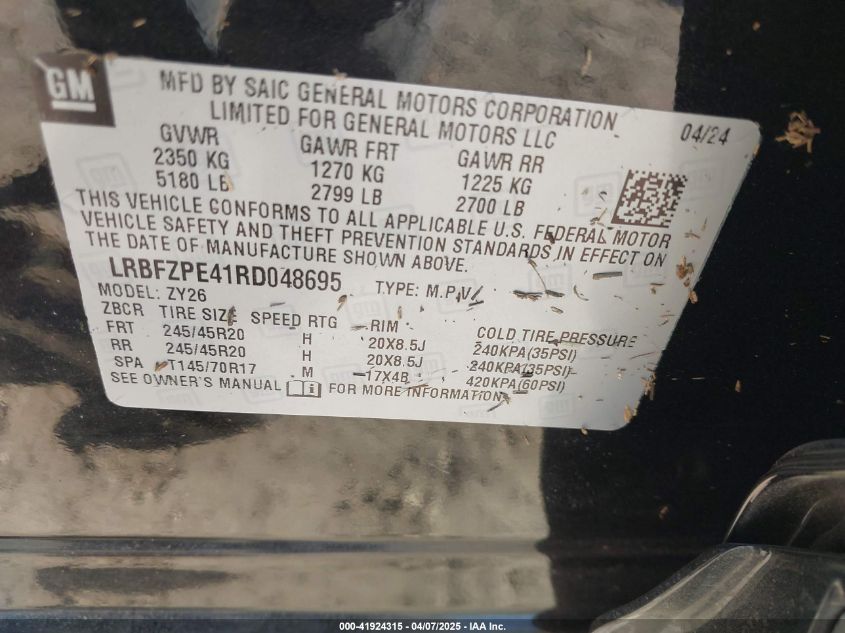 GM
MFD BY SAIC GENERAL MOTORS CORPORATION
LIMITED FOR GENERAL MOTORS LLC
04/24
GVWR GAWR FRT GAWR RR
2350 KG 1270 KG 1225 KG
5180 LB 2799 LB 2700 LB
THIS VEHICLE CONFORMS TO ALL APPLICABLE U.S. FEDERAL MOTOR
VEHICLE SAFETY AND THEFT PREVENTION STANDARDS IN EFFECT ON
THE DATE OF MANUFACTURE SHOWN ABOVE.
LRBFZPE41RD048695 TYPE: M.P.V
MODEL: ZY26
ZBCR TIRE SIZE SPEED RTG RIM COLD TIRE PRESSURE
FRT 245/45R20 H 20X8.5J 240KPA(35PSI)
RR 245/45R20 H 20X8.5J 240KPA(35PSI)
SPA T145/70R17 M 17X4B 420KPA(60PSI)
SEE OWNER'S MANUAL i FOR MORE INFORMATION
000-41924315 - 04/07/2025 - IAA Inc.